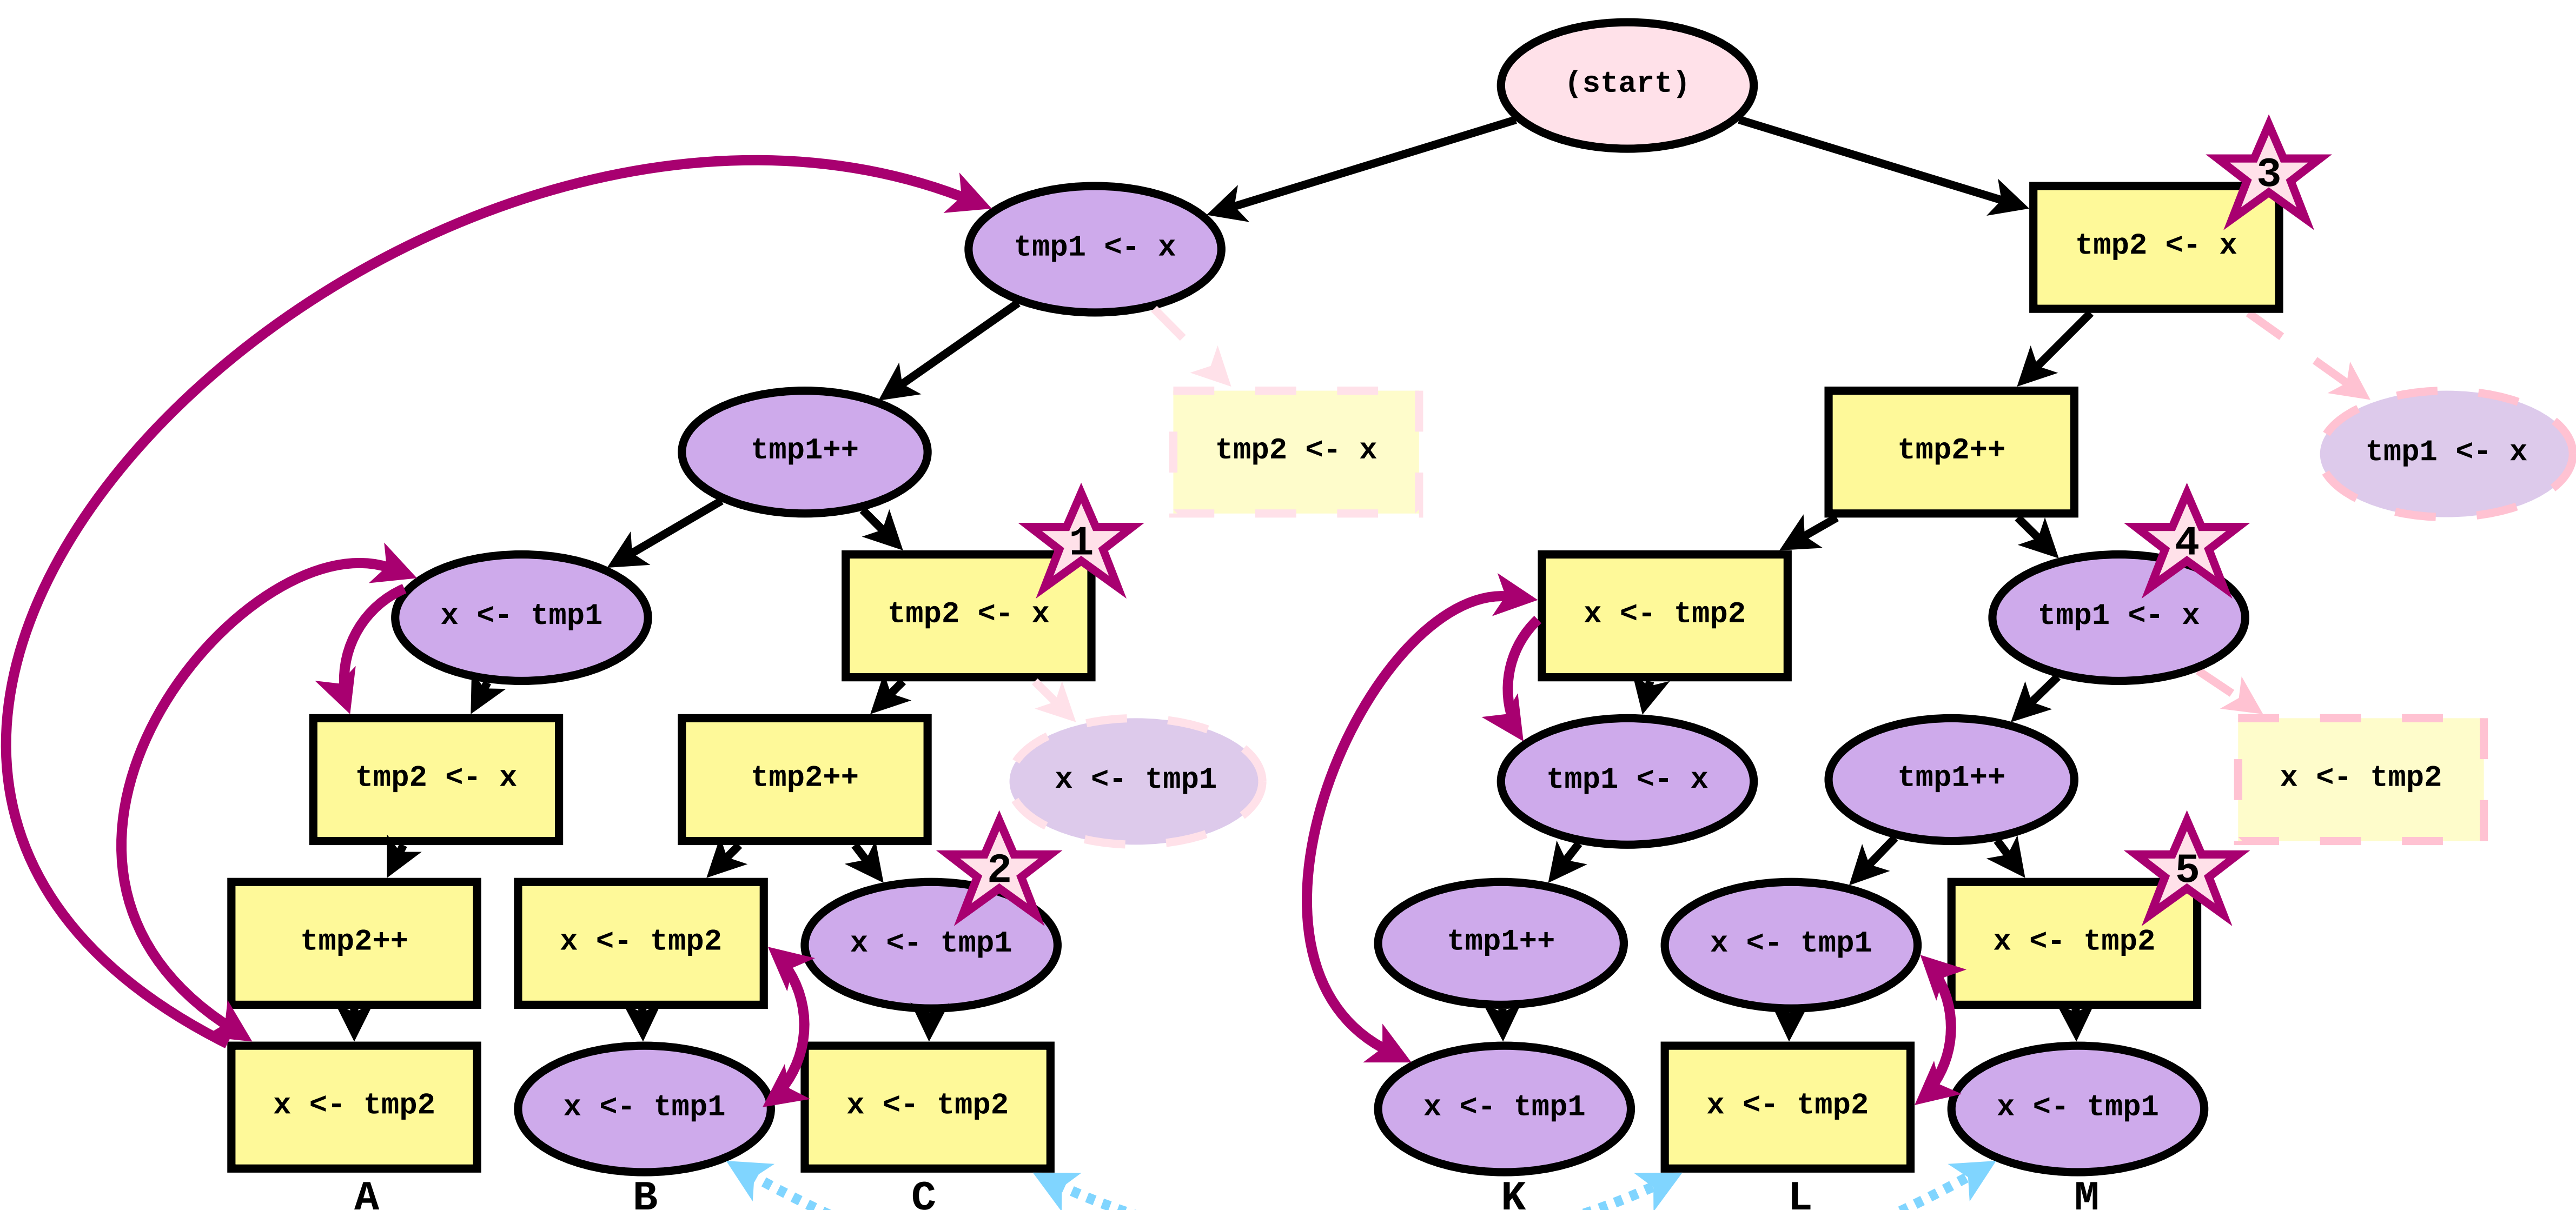 (start)
3
tmp1 <- x
tmp2 <- x
tmp1++
tmp2 <- x
tmp2++
tmp1 <- x
1
4
x <- tmp1
tmp2 <- x
x <- tmp2
tmp1 <- x
tmp2 <- x
tmp2++
x <- tmp1
tmp1 <- x
tmp1++
x <- tmp2
2
5
tmp2++
x <- tmp2
x <- tmp1
tmp1++
x <- tmp1
x <- tmp2
x <- tmp2
x <- tmp1
x <- tmp2
x <- tmp1
x <- tmp2
x <- tmp1
A
B
C
K
L
M